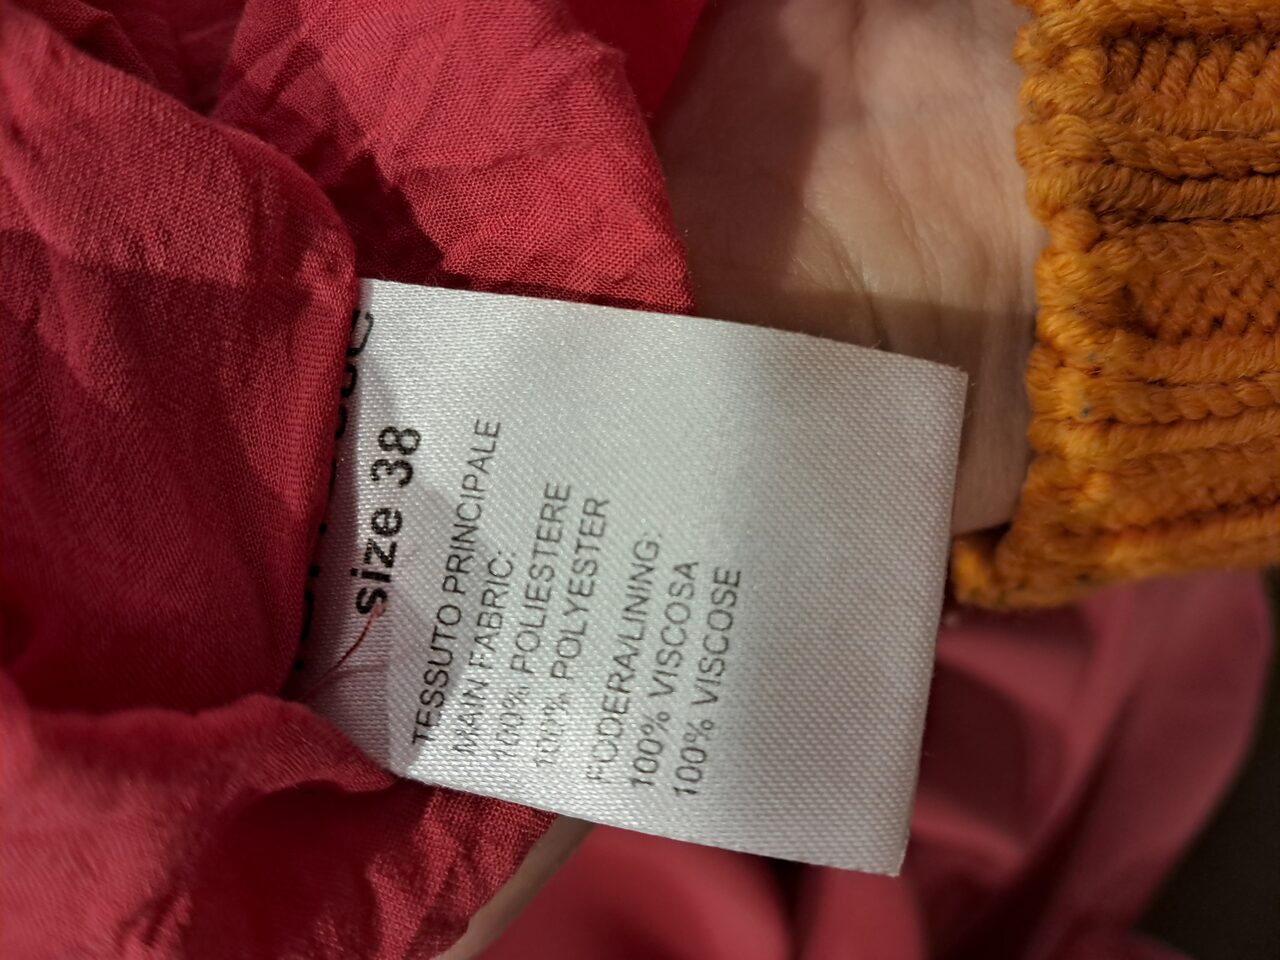 size 38
TESSUTO PRINCIPALE
MAIN FABRIC:
100% POLIESTERE
100% POLYESTER
FODERA/LINING:
100% VISCOSA
100% VISCOSE